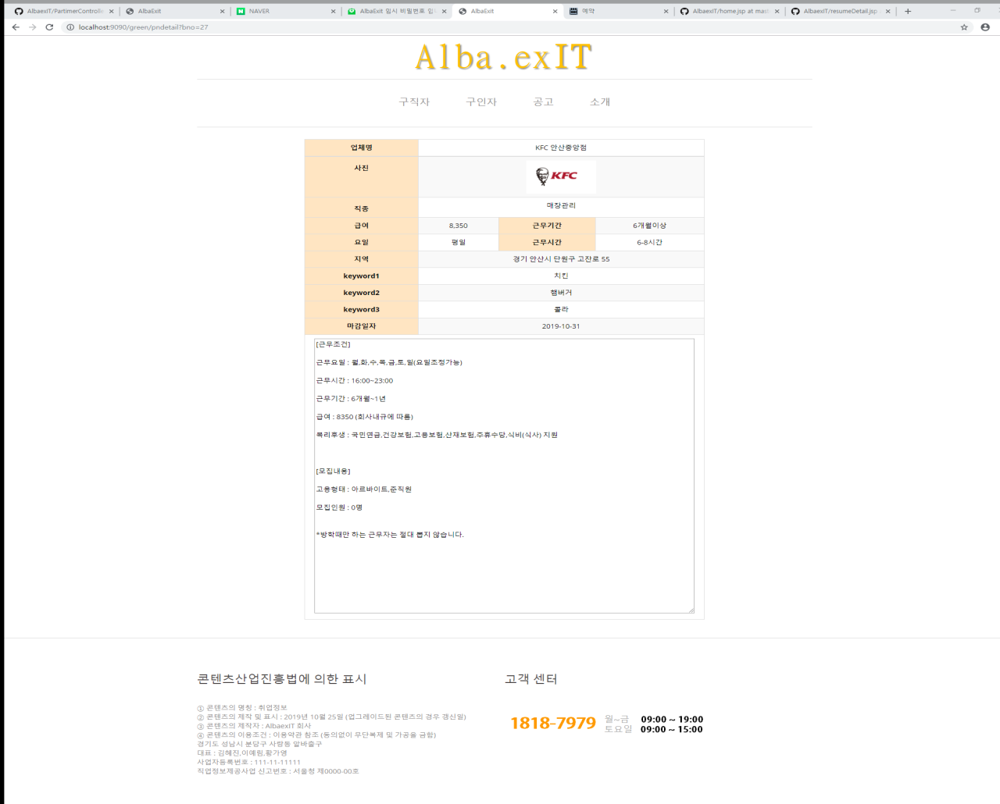 AlbaexIT/PartimerControlle
AlbaExit
NAVER
AlbaExit 임시 비밀번호 입니
AlbaExit
예약
AlbaexIT/home.jsp at mast
AlbaexIT/resumeDetail.jsp
localhost:9090/green/pndetail?bno=27
Alba.exIT
구직자 구인자 공고 소개
업체명 KFC 안산중앙점
사진 KFC
직종 매장관리
급여 8,350 근무기간 6개월이상
요일 평일 근무시간 6-8시간
지역 경기 안산시 단원구 고잔로 55
keyword1 치킨
keyword2 햄버거
keyword3 콜라
마감일자 2019-10-31
[근무조건]
근무요일 : 월,화,수,목,금,토,일(요일조정가능)
근무시간 : 16:00~23:00
근무기간 : 6개월~1년
급여 : 8350 (회사내규에 따름)
복리후생 : 국민연금,건강보험,고용보험,산재보험,주휴수당,식비(식사) 지원
[모집내용]
고용형태 : 아르바이트,준직원
모집인원 : 0명
*방학때만 하는 근무자는 절대 뽑지 않습니다.
콘텐츠산업진흥법에 의한 표시
① 콘텐츠의 명칭 : 취업정보
② 콘텐츠의 제작 및 표시 : 2019년 10월 25일 (업그레이드된 콘텐츠의 경우 갱신일)
③ 콘텐츠의 제작자 : AlbaexIT 회사
④ 콘텐츠의 이용조건 : 이용약관 참조 (동의없이 무단복제 및 가공을 금함)
경기도 성남시 분당구 사랑동 알바출구
대표 : 김혜진,이예림,황가영
사업자등록번호 : 111-11-11111
직업정보제공사업 신고번호 : 서울청 제0000-00호
고객 센터
1818-7979
월~금 09:00 ~ 19:00
토요일 09:00 ~ 15:00